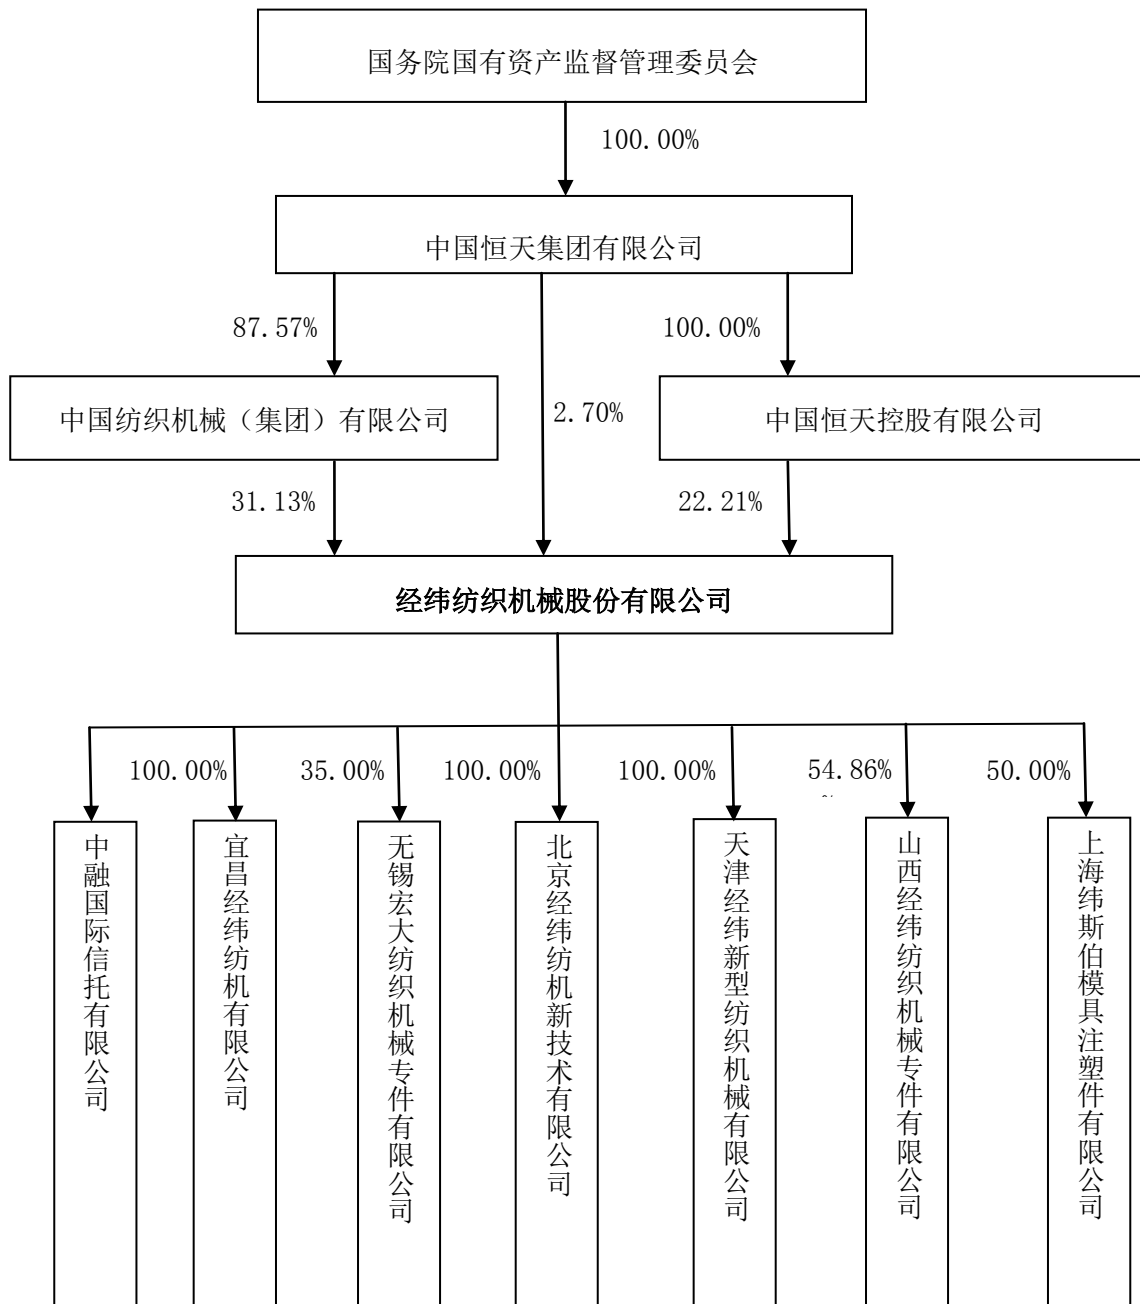 国务院国有资产监督管理委员会
100.00%
中国恒天集团有限公司
87.57%
100.00%
中国纺织机械（集团）有限公司
2.70%
中国恒天控股有限公司
31.13%
22.21%
经纬纺织机械股份有限公司
100.00%
35.00%
100.00%
100.00%
54.86%
50.00%
中融国际信托有限公司
宜昌经纬纺机有限公司
无锡宏大纺织机械专件有限公司
北京经纬纺机新技术有限公司
天津经纬新型纺织机械有限公司
山西经纬纺织机械专件有限公司
上海纬斯伯模具注塑件有限公司